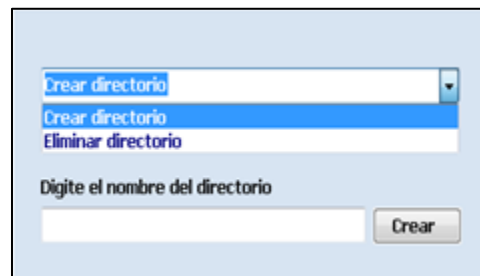 Crear directorio
Crear directorio
Eliminar directorio
Digite el nombre del directorio
Crear